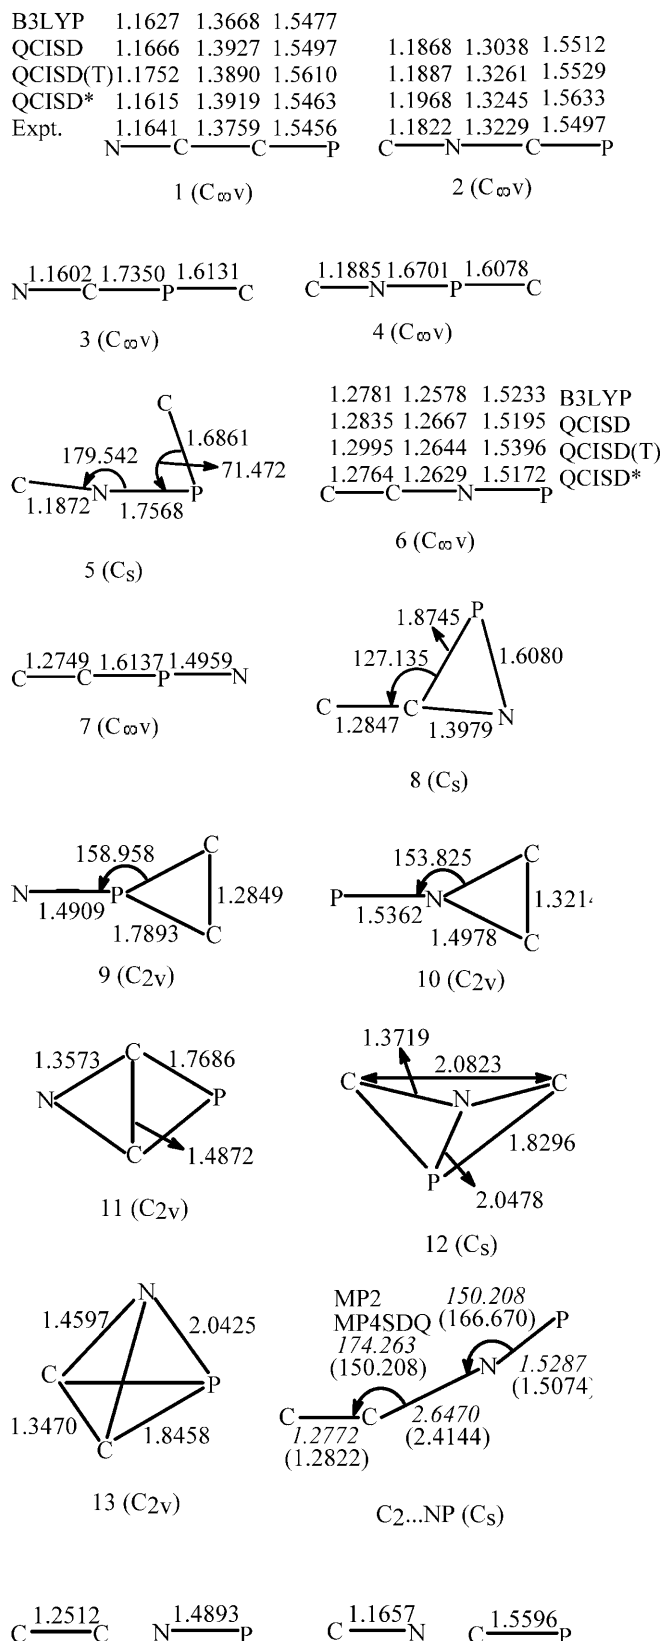 B3LYP 1.1627 1.3668 1.5477
QCISD 1.1666 1.3927 1.5497 1.1868 1.3038 1.5512
QCISD(T) 1.1752 1.3890 1.5610 1.1887 1.3261 1.5529
QCISD* 1.1615 1.3919 1.5463 1.1968 1.3245 1.5633
Expt. 1.1641 1.3759 1.5456 1.1822 1.3229 1.5497
N C C P C N C P
1 (C∞v) 2 (C∞v)
1.1602 1.7350 1.6131 1.1885 1.6701 1.6078
N C P C C N P C
3 (C∞v) 4 (C∞v)
C
1.6861
179.542
71.472
C N P
1.1872 1.7568
5 (Cs)
1.2781 1.2578 1.5233 B3LYP
1.2835 1.2667 1.5195 QCISD
1.2995 1.2644 1.5396 QCISD(T)
1.2764 1.2629 1.5172 QCISD*
C C N P
6 (C∞v)
1.2749 1.6137 1.4959
C C P N
7 (C∞v)
1.8745 P
127.135 1.6080
C C N
1.2847 1.3979
8 (Cs)
158.958 C
N P 1.2849
1.4909
1.7893 C
9 (C2v)
153.825 C
P N
1.5362 1.4978 C
10 (C2v)
1.3573 C 1.7686
N P
C 1.4872
11 (C2v)
1.3719
2.0823
C N C
1.8296
P 2.0478
12 (Cs)
N
1.4597 2.0425
C P
1.3470 C 1.8458
13 (C2v)
MP2 150.208
MP4SDQ (166.670) P
174.263
(150.208) N 1.5287
(1.5074)
C C 2.6470
1.2772 (2.4144)
(1.2822)
C2...NP (Cs)
1.2512 1.4893 1.1657 1.5596
C C N P C N C P